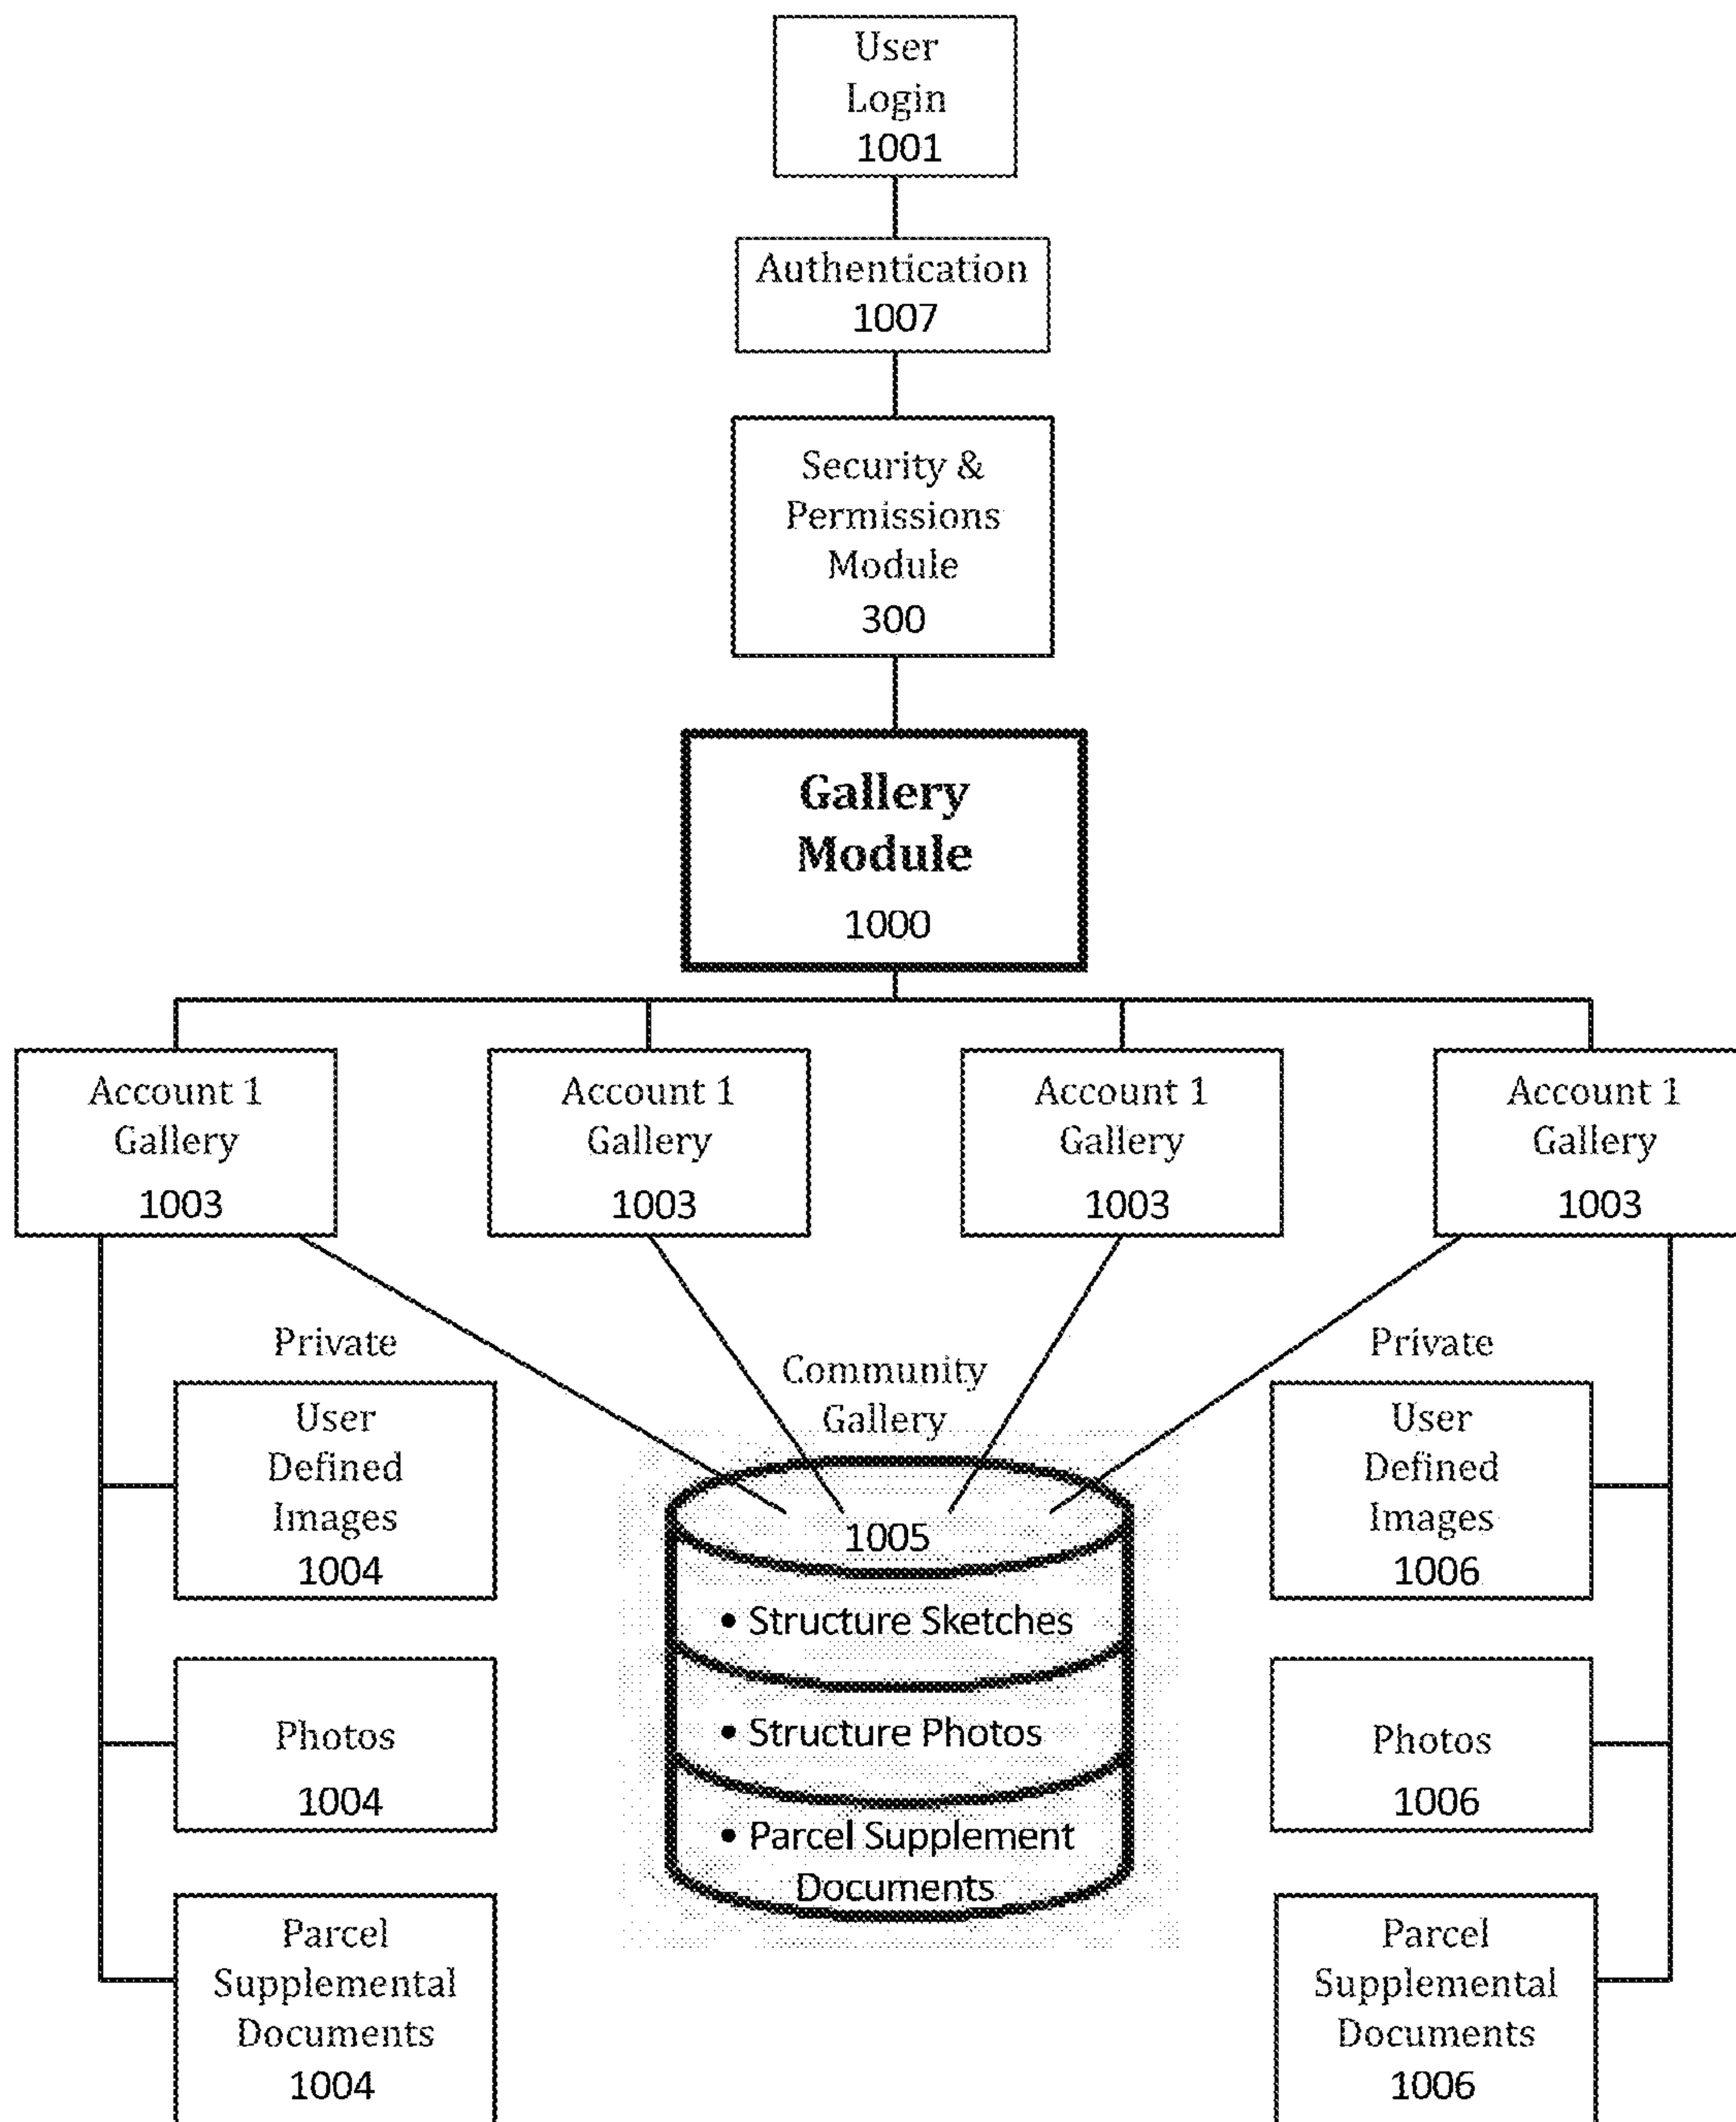 User
Login
1001
Authentication
1007
Security &
Permissions
Module
300
Gallery
Module
1000
Account 1
Gallery
1003
Account 1
Gallery
1003
Account 1
Gallery
1003
Account 1
Gallery
1003
Private
User
Defined
Images
1004
Photos
1004
Parcel
Supplemental
Documents
1004
Community
Gallery
1005
• Structure Sketches
• Structure Photos
• Parcel Supplement
Documents
Private
User
Defined
Images
1006
Photos
1006
Parcel
Supplemental
Documents
1006